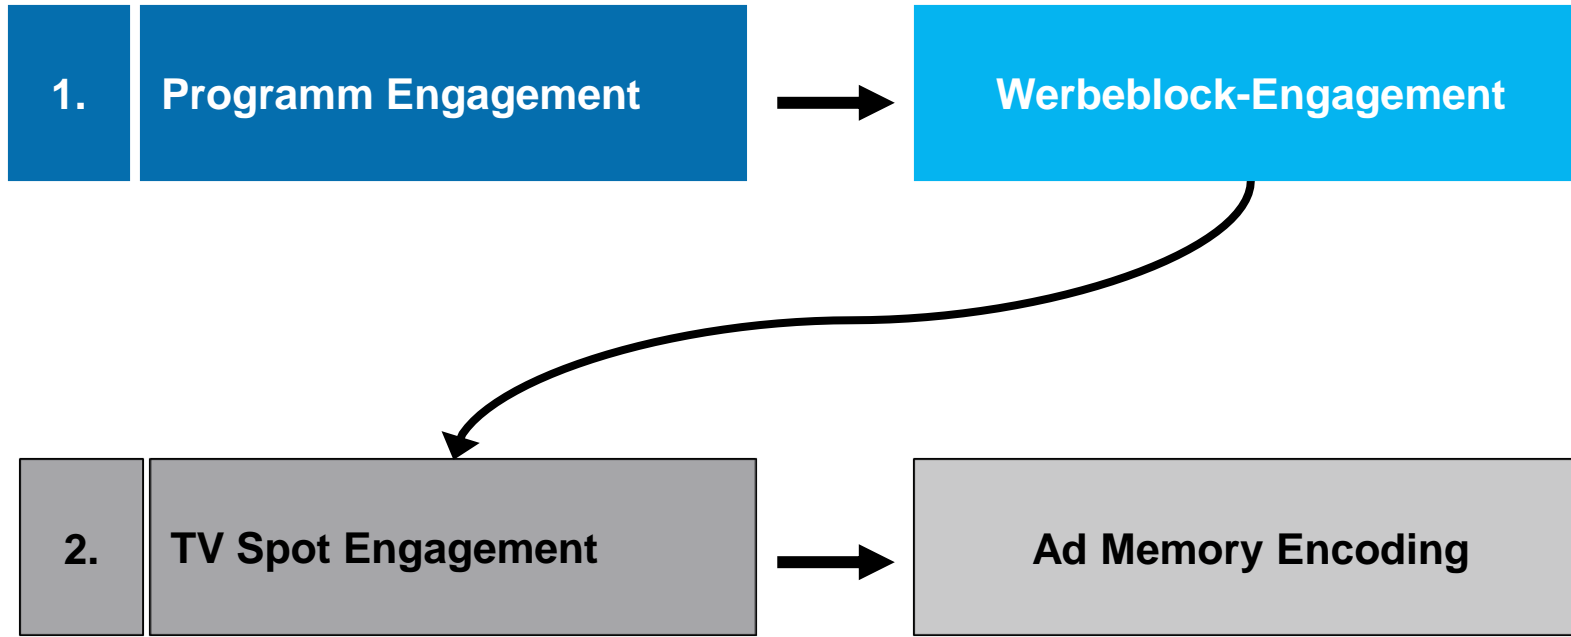 1. Programm Engagement
Werbeblock-Engagement
2. TV Spot Engagement
Ad Memory Encoding